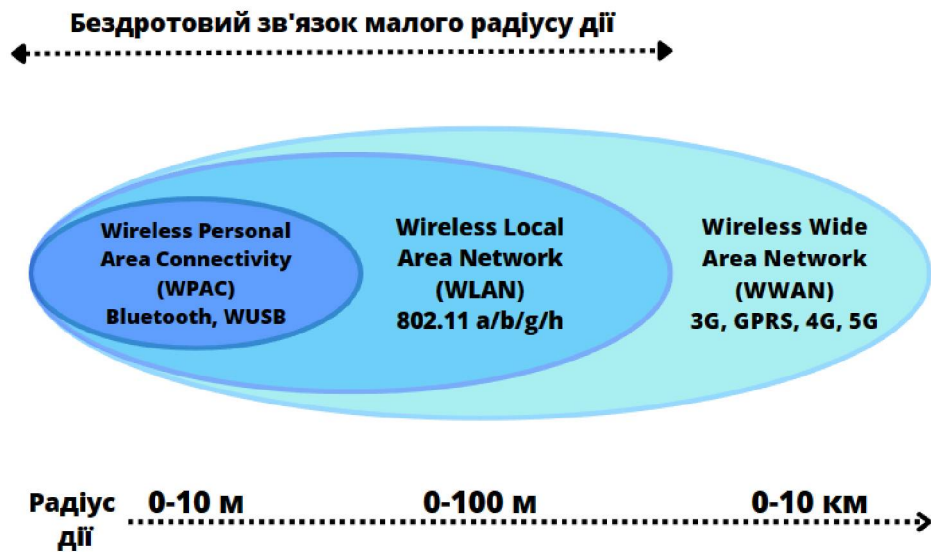 Бездротовий зв'язок малого радіусу дії
Wireless Personal
Area Connectivity
(WPAC)
Bluetooth, WUSB
Wireless Local
Area Network
(WLAN)
802.11 a/b/g/h
Wireless Wide
Area Network
(WWAN)
3G, GPRS, 4G, 5G
Радіус
дії
0-10 м
0-100 м
0-10 км